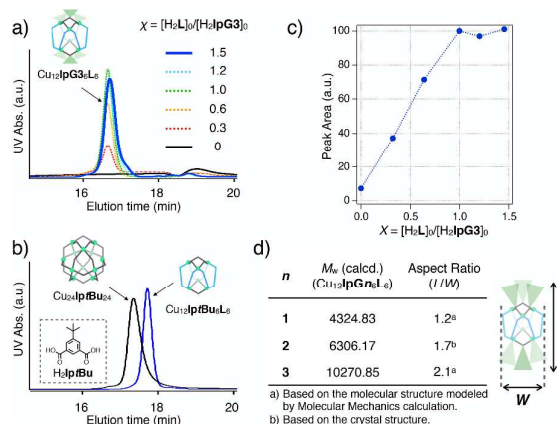 a)
χ = [H₂L]₀/[H₂IpG3]₀
Cu₁₂IpG3₆L₆
1.5
1.2
1.0
0.6
0.3
0
UV Abs. (a.u.)
16 18 20
Elution time (min)
b)
Cu₂₄IptBu₂₄
Cu₁₂IptBu₆L₆
HO O O OH
H₂IptBu
UV Abs. (a.u.)
16 18 20
Elution time (min)
c)
Peak Area (a.u.)
100
80
60
40
20
0
0.0 0.5 1.0 1.5
χ = [H₂L]₀/[H₂IpG3]₀
d)
n Mw (calcd.) Aspect Ratio
(Cu₁₂IpGn₆L₆) (l/W)
1 4324.83 1.2ᵃ
2 6306.17 1.7ᵇ
3 10270.85 2.1ᵃ
a) Based on the molecular structure modeled
by Molecular Mechanics calculation.
b) Based on the crystal structure.
W